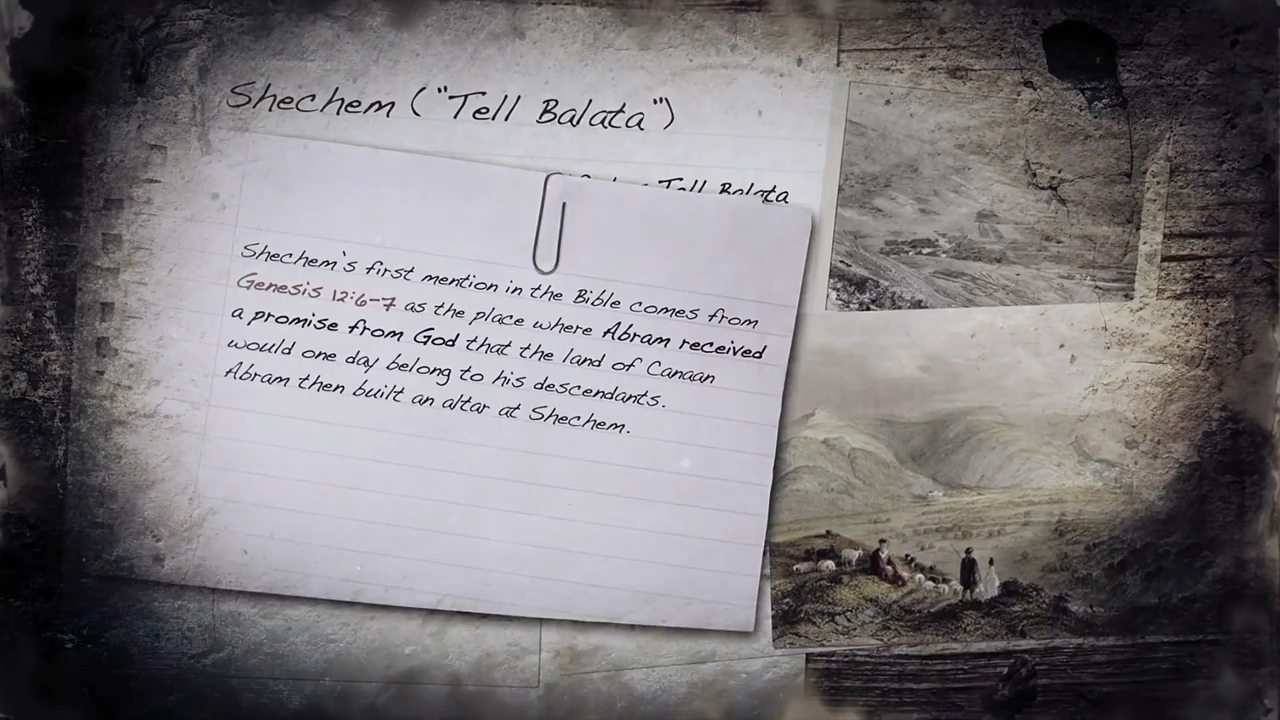 Shechem ("Tell Balata")
Tell Balata
Shechem's first mention in the Bible comes from
Genesis 12:6-7 as the place where Abram received
a promise from God that the land of Canaan
would one day belong to his descendants.
Abram then built an altar at Shechem.